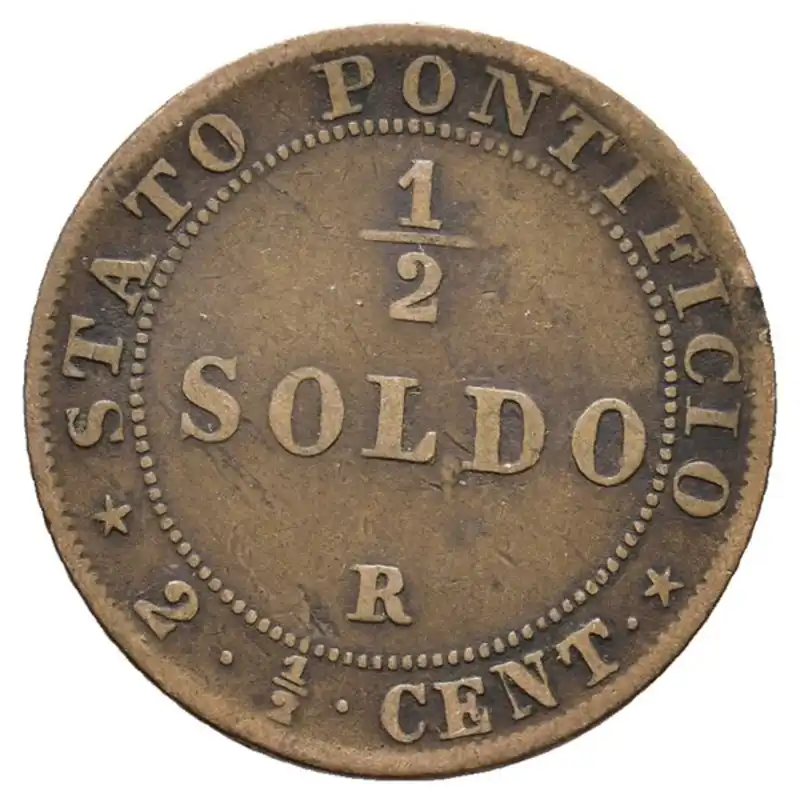 STATO PONTIFICIO
1/2
SOLDO
R
★ 2 · 1/2 · CENT · ★